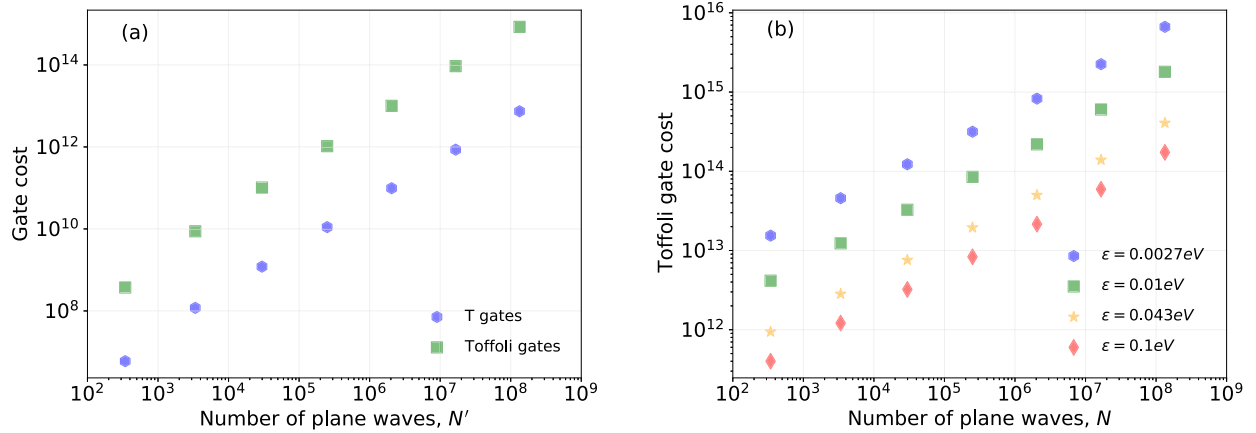 (a)
Gate cost
10^14
10^12
10^10
10^8
10^2 10^3 10^4 10^5 10^6 10^7 10^8 10^9
Number of plane waves, N′
T gates
Toffoli gates
(b)
Toffoli gate cost
10^16
10^15
10^14
10^13
10^12
10^2 10^3 10^4 10^5 10^6 10^7 10^8 10^9
Number of plane waves, N
ε = 0.0027eV
ε = 0.01eV
ε = 0.043eV
ε = 0.1eV